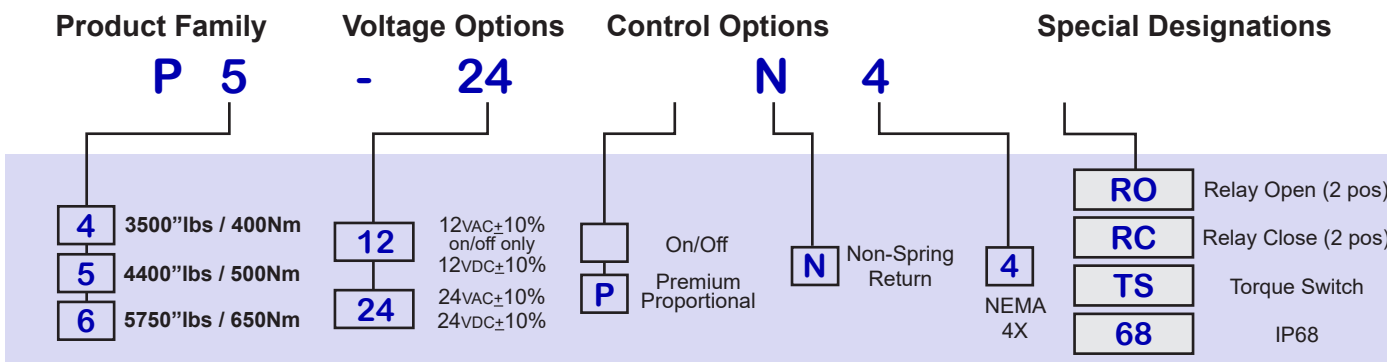 Product Family Voltage Options Control Options Special Designations
P 5 - 24 N 4
4 3500"lbs / 400Nm
5 4400"lbs / 500Nm
6 5750"lbs / 650Nm
12 12VAC±10%
on/off only
12VDC±10%
24 24VAC±10%
24VDC±10%
On/Off
P Premium
Proportional
N Non-Spring
Return
4
NEMA
4X
RO Relay Open (2 pos)
RC Relay Close (2 pos)
TS Torque Switch
68 IP68